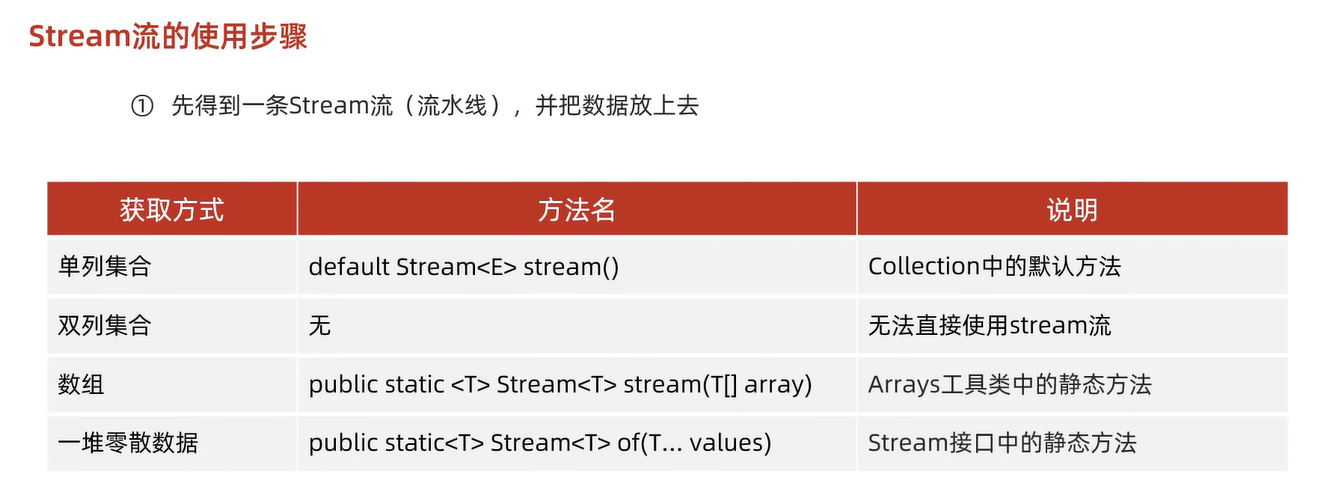 Stream流的使用步骤
① 先得到一条Stream流（流水线），并把数据放上去
获取方式 方法名 说明
单列集合 default Stream<E> stream() Collection中的默认方法
双列集合 无 无法直接使用stream流
数组 public static <T> Stream<T> stream(T[] array) Arrays工具类中的静态方法
一堆零散数据 public static<T> Stream<T> of(T... values) Stream接口中的静态方法